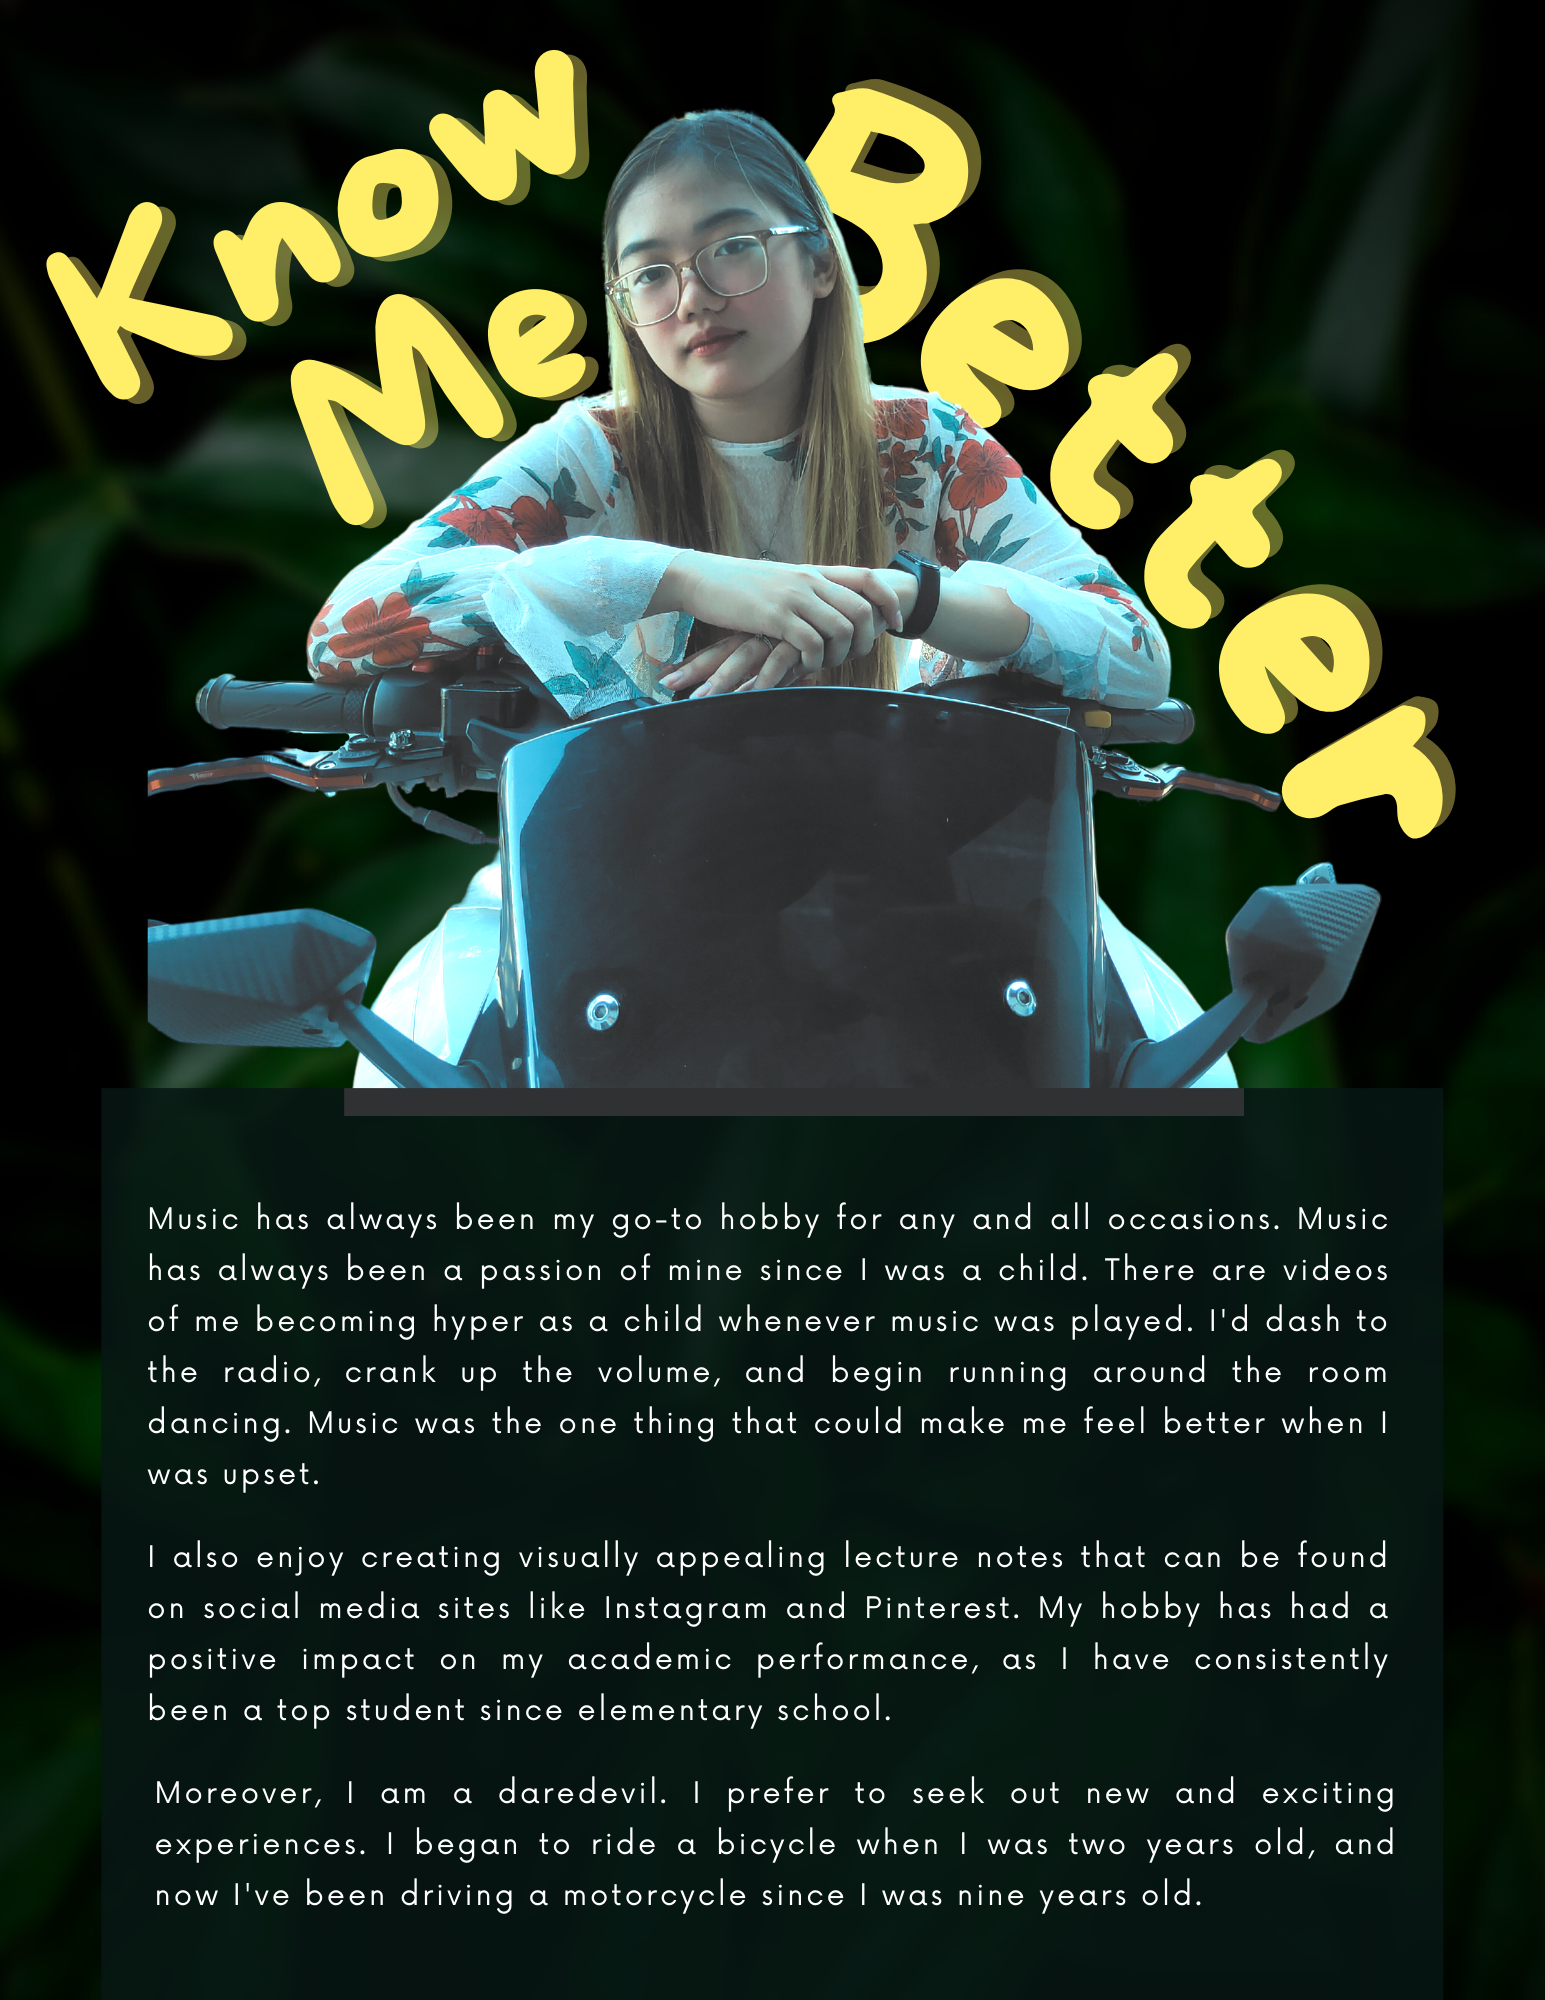 Know
Me
Better
Music has always been my go-to hobby for any and all occasions. Music
has always been a passion of mine since I was a child. There are videos
of me becoming hyper as a child whenever music was played. I'd dash to
the radio, crank up the volume, and begin running around the room
dancing. Music was the one thing that could make me feel better when I
was upset.
I also enjoy creating visually appealing lecture notes that can be found
on social media sites like Instagram and Pinterest. My hobby has had a
positive impact on my academic performance, as I have consistently
been a top student since elementary school.
Moreover, I am a daredevil. I prefer to seek out new and exciting
experiences. I began to ride a bicycle when I was two years old, and
now I've been driving a motorcycle since I was nine years old.